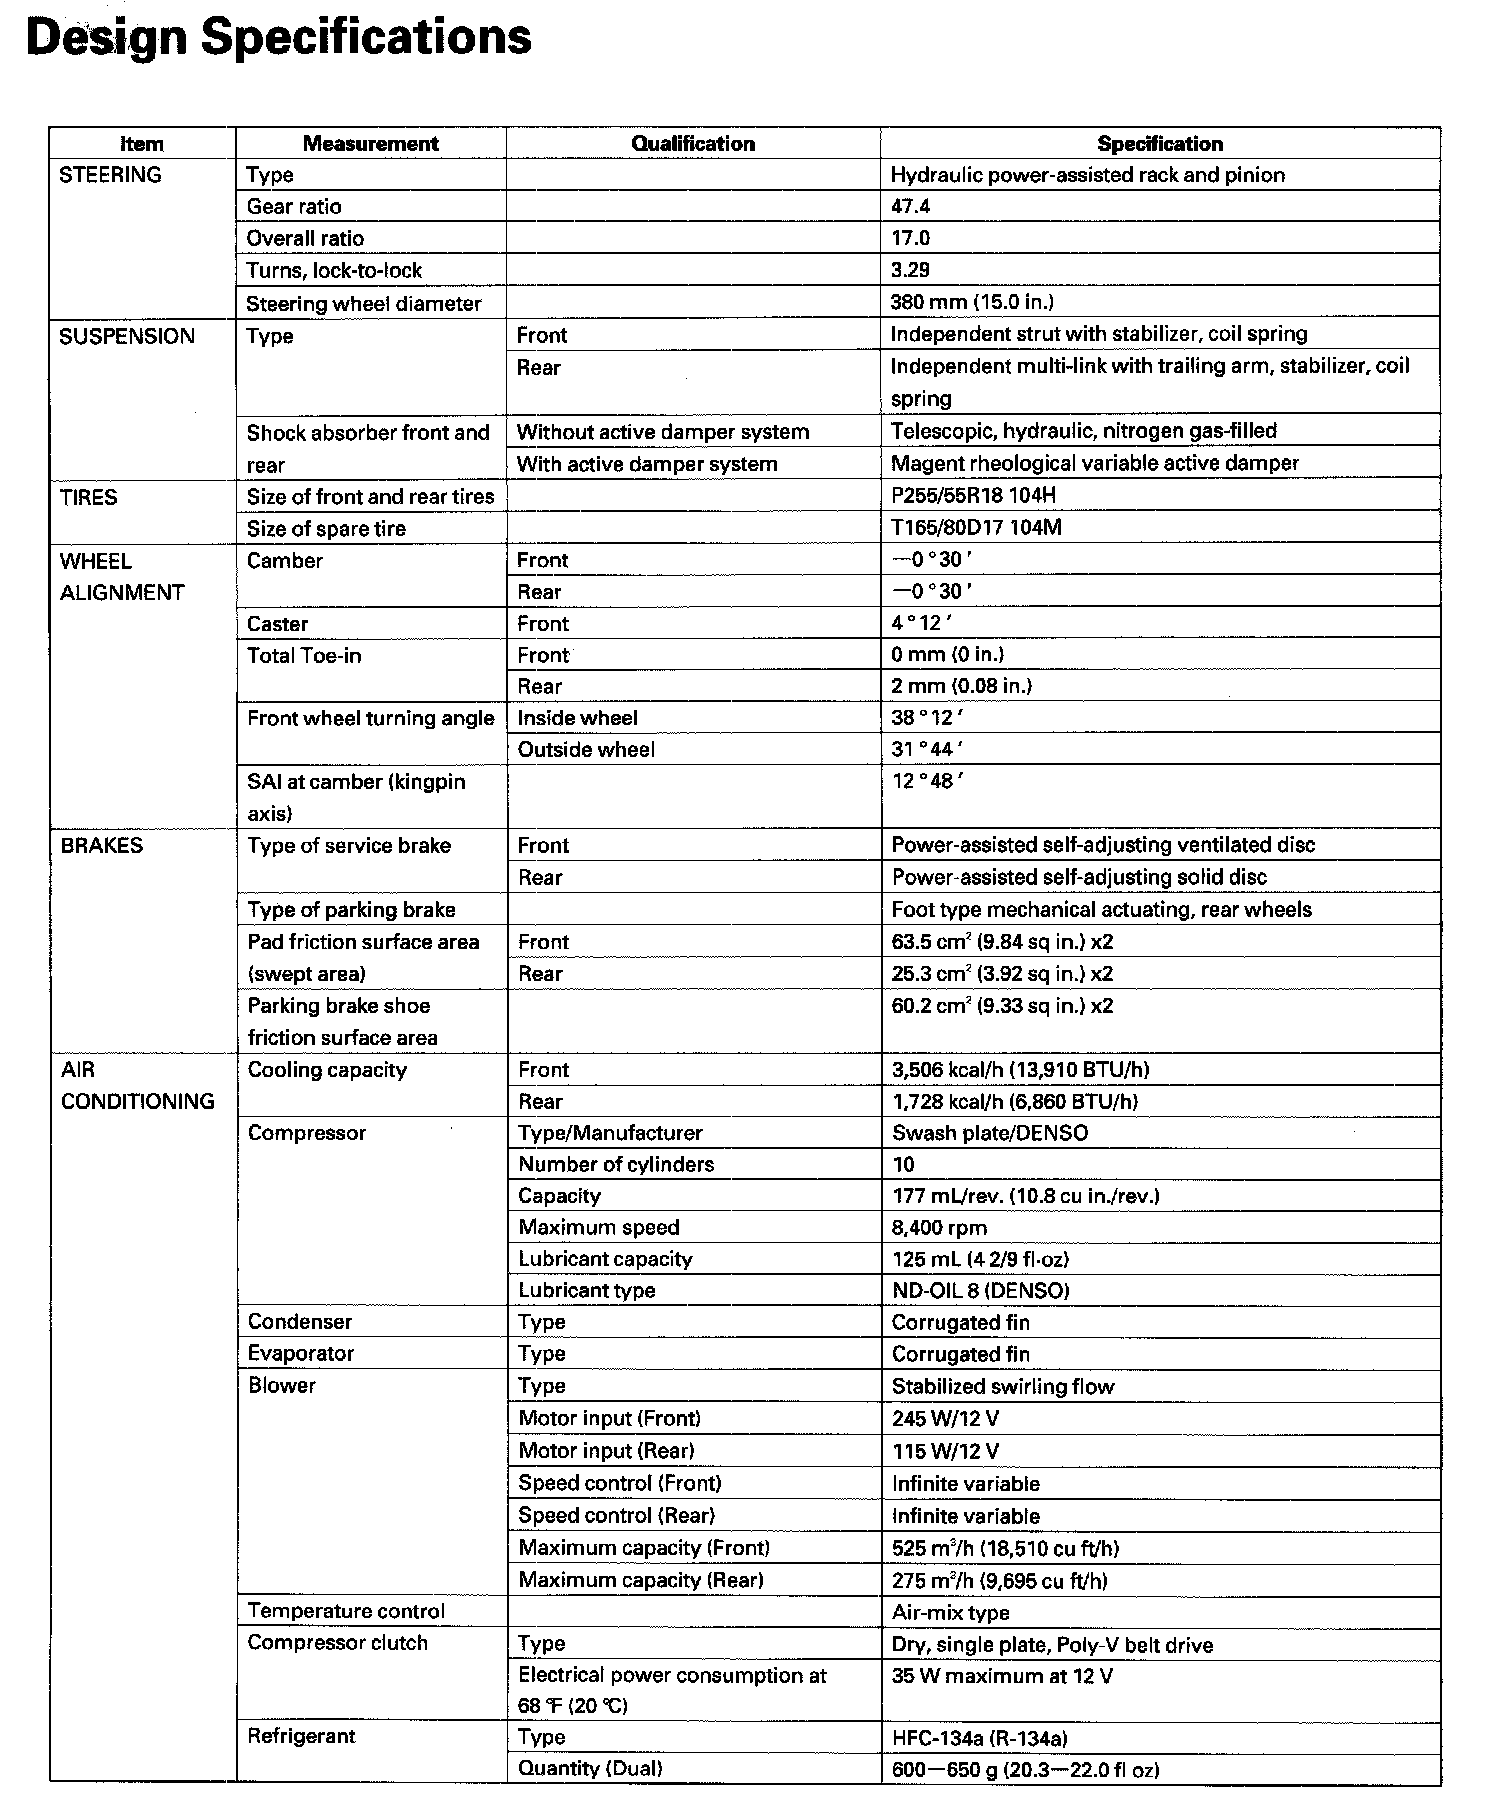 Design Specifications
Item Measurement Qualification Specification
STEERING Type Hydraulic power-assisted rack and pinion
Gear ratio 47.4
Overall ratio 17.0
Turns, lock-to-lock 3.29
Steering wheel diameter 380 mm (15.0 in.)
SUSPENSION Type Front Independent strut with stabilizer, coil spring
Rear Independent multi-link with trailing arm, stabilizer, coil
spring
Shock absorber front and Without active damper system Telescopic, hydraulic, nitrogen gas-filled
rear With active damper system Magent rheological variable active damper
TIRES Size of front and rear tires P255/55R18 104H
Size of spare tire T165/80D17 104M
WHEEL Camber Front —0°30′
ALIGNMENT Rear —0°30′
Caster Front 4°12′
Total Toe-in Front 0 mm (0 in.)
Rear 2 mm (0.08 in.)
Front wheel turning angle Inside wheel 38°12′
Outside wheel 31°44′
SAI at camber (kingpin 12°48′
axis)
BRAKES Type of service brake Front Power-assisted self-adjusting ventilated disc
Rear Power-assisted self-adjusting solid disc
Type of parking brake Foot type mechanical actuating, rear wheels
Pad friction surface area Front 63.5 cm² (9.84 sq in.) x2
(swept area) Rear 25.3 cm² (3.92 sq in.) x2
Parking brake shoe 60.2 cm² (9.33 sq in.) x2
friction surface area
AIR Cooling capacity Front 3,506 kcal/h (13,910 BTU/h)
CONDITIONING Rear 1,728 kcal/h (6,860 BTU/h)
Compressor Type/Manufacturer Swash plate/DENSO
Number of cylinders 10
Capacity 177 mL/rev. (10.8 cu in./rev.)
Maximum speed 8,400 rpm
Lubricant capacity 125 mL (4 2/9 fl·oz)
Lubricant type ND-OIL 8 (DENSO)
Condenser Type Corrugated fin
Evaporator Type Corrugated fin
Blower Type Stabilized swirling flow
Motor input (Front) 245 W/12 V
Motor input (Rear) 115 W/12 V
Speed control (Front) Infinite variable
Speed control (Rear) Infinite variable
Maximum capacity (Front) 525 m³/h (18,510 cu ft/h)
Maximum capacity (Rear) 275 m³/h (9,695 cu ft/h)
Temperature control Air-mix type
Compressor clutch Type Dry, single plate, Poly-V belt drive
Electrical power consumption at 35 W maximum at 12 V
68 °F (20 °C)
Refrigerant Type HFC-134a (R-134a)
Quantity (Dual) 600—650 g (20.3—22.0 fl oz)